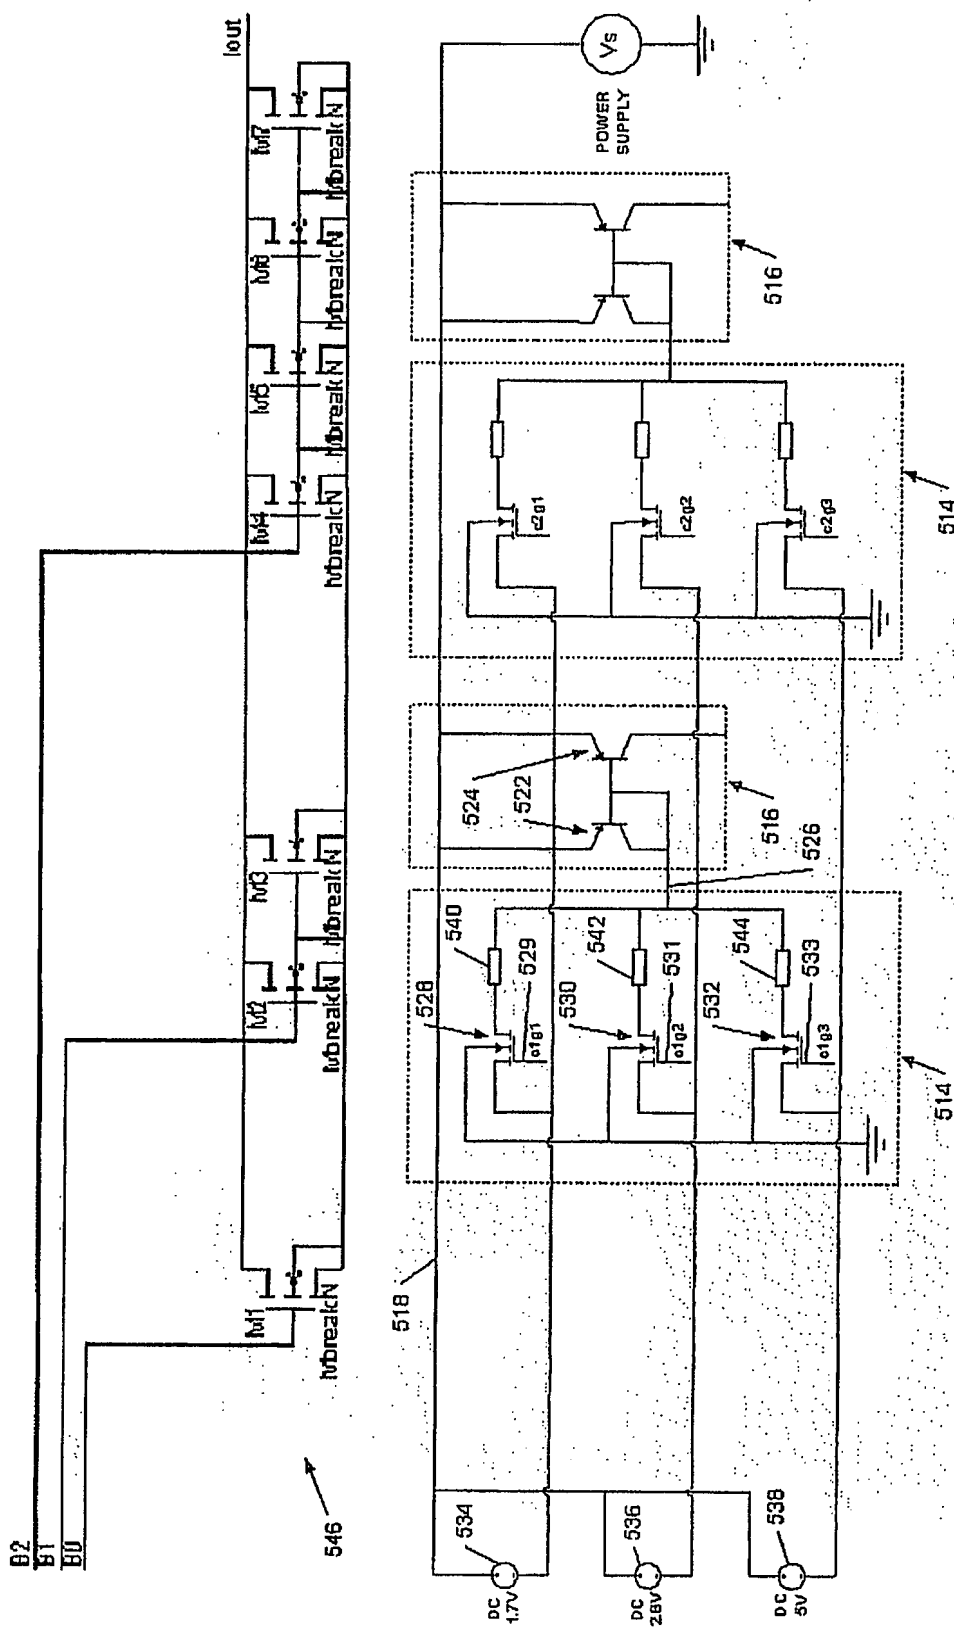 B2
B1
B0
Iout
M1
MbreakN
M2
MbreakN
M3
MbreakN
M4
MbreakN
M5
MbreakN
M6
MbreakN
M7
MbreakN
546
518
POWER
SUPPLY
Vs
516
514
c2g1
c2g2
c2g3
524
522
516
526
540
528
529
c1g1
542
530
531
c1g2
544
532
533
c1g3
514
534
DC
1.7V
536
DC
2.8V
538
DC
5V